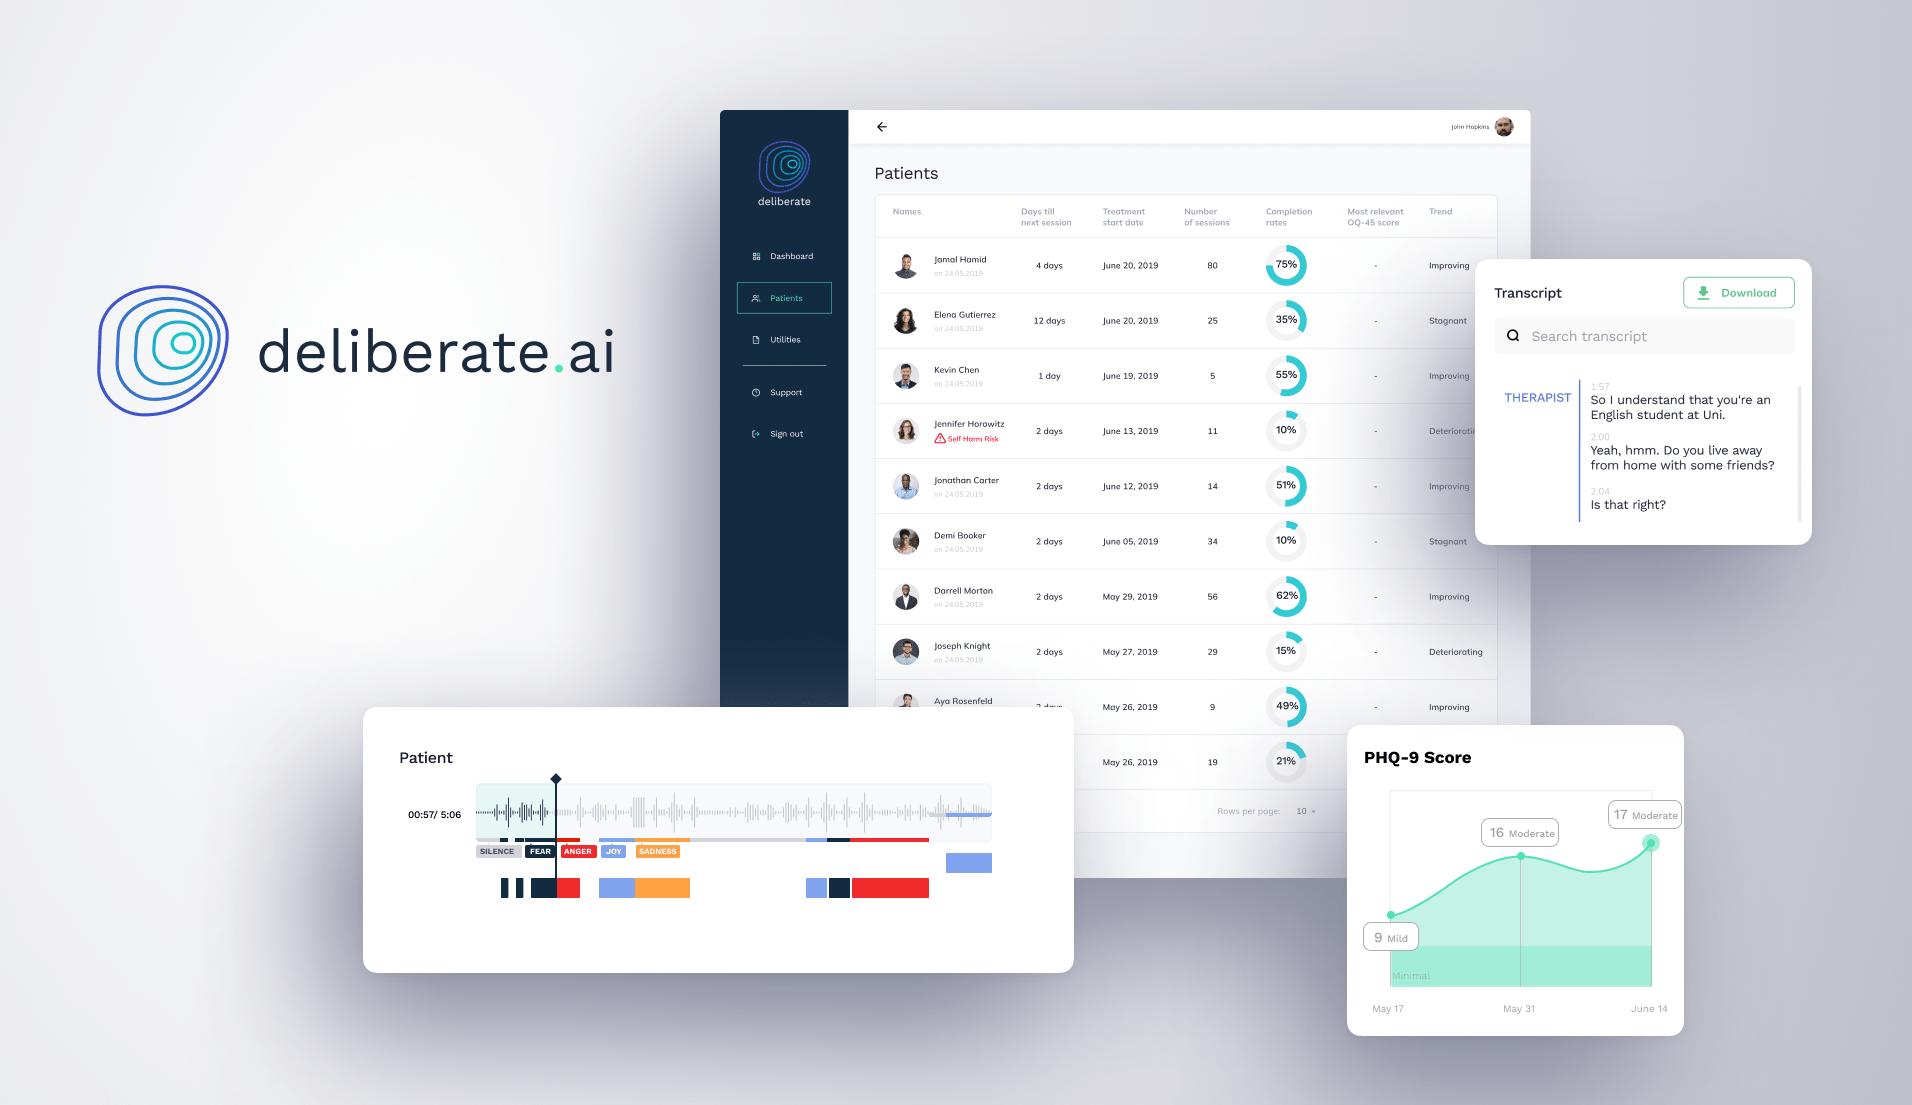 deliberate.ai
deliberate
Dashboard
Patients
Utilities
Support
Sign out
John Hopkins
Patients
Names
Days till
next session
Treatment
start date
Number
of sessions
Completion
rates
Most relevant
OQ-45 score
Trend
Jamal Hamid
on 24.05.2019
4 days
June 20, 2019
80
75%
-
Improving
Elena Gutierrez
on 24.05.2019
12 days
June 20, 2019
25
35%
-
Stagnant
Kevin Chen
on 24.05.2019
1 day
June 19, 2019
5
55%
-
Improving
Jennifer Horowitz
Self Harm Risk
2 days
June 13, 2019
11
10%
-
Deteriorati
Jonathan Carter
on 24.05.2019
2 days
June 12, 2019
14
51%
-
Improving
Demi Booker
on 24.05.2019
2 days
June 05, 2019
34
10%
-
Stagnant
Darrell Morton
on 24.05.2019
2 days
May 29, 2019
56
62%
-
Improving
Joseph Knight
on 24.05.2019
2 days
May 27, 2019
29
15%
-
Deteriorating
Aya Rosenfeld
2 days
May 26, 2019
9
49%
-
Improving
May 26, 2019
19
21%
Rows per page:
10
Transcript
Download
Search transcript
THERAPIST
1:57
So I understand that you're an
English student at Uni.
2:00
Yeah, hmm. Do you live away
from home with some friends?
2:04
Is that right?
Patient
00:57/ 5:06
SILENCE
FEAR
ANGER
JOY
SADNESS
PHQ-9 Score
17 Moderate
16 Moderate
9 Mild
Minimal
May 17
May 31
June 14